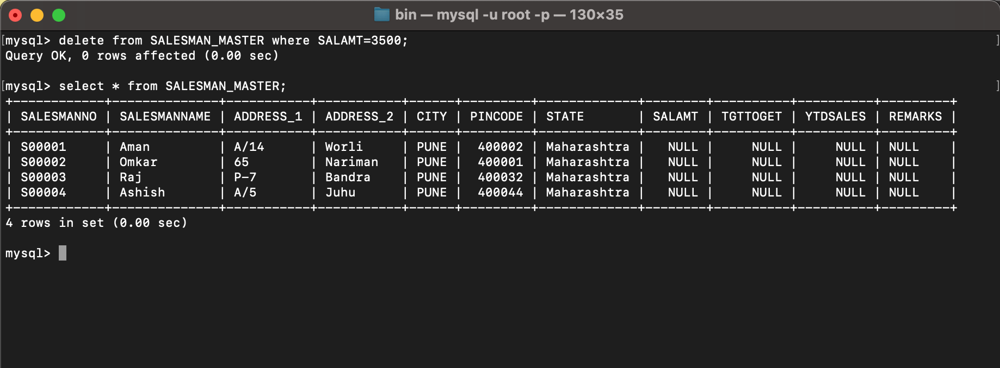 bin — mysql -u root -p — 130×35
[mysql> delete from SALESMAN_MASTER where SALAMT=3500; ]
Query OK, 0 rows affected (0.00 sec)
[mysql> select * from SALESMAN_MASTER; ]
+------------+--------------+-----------+-----------+------+---------+-------------+--------+----------+----------+---------+
| SALESMANNO | SALESMANNAME | ADDRESS_1 | ADDRESS_2 | CITY | PINCODE | STATE       | SALAMT | TGTTOGET | YTDSALES | REMARKS |
+------------+--------------+-----------+-----------+------+---------+-------------+--------+----------+----------+---------+
| S00001     | Aman         | A/14      | Worli     | PUNE |  400002 | Maharashtra |   NULL |     NULL |     NULL | NULL    |
| S00002     | Omkar        | 65        | Nariman   | PUNE |  400001 | Maharashtra |   NULL |     NULL |     NULL | NULL    |
| S00003     | Raj          | P-7       | Bandra    | PUNE |  400032 | Maharashtra |   NULL |     NULL |     NULL | NULL    |
| S00004     | Ashish       | A/5       | Juhu      | PUNE |  400044 | Maharashtra |   NULL |     NULL |     NULL | NULL    |
+------------+--------------+-----------+-----------+------+---------+-------------+--------+----------+----------+---------+
4 rows in set (0.00 sec)
mysql>